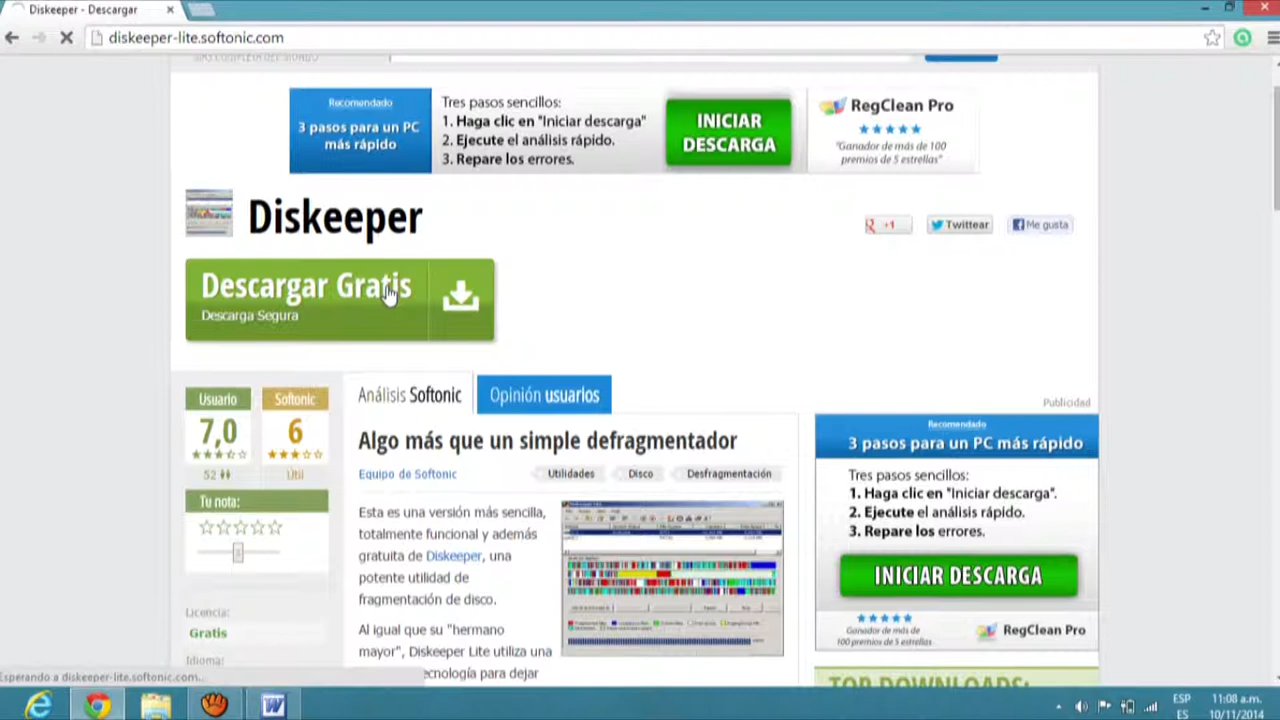 Diskeeper - Descargar
diskeeper-lite.softonic.com
Recomendado
3 pasos para un PC
más rápido
Tres pasos sencillos:
1. Haga clic en "Iniciar descarga"
2. Ejecute el análisis rápido.
3. Repare los errores.
INICIAR
DESCARGA
RegClean Pro
"Ganador de más de 100
premios de 5 estrellas"
Diskeeper
+1
Twittear
Me gusta
Descargar Gratis
Descarga Segura
Usuario
Softonic
7,0
6
52
Útil
Tu nota:
Licencia:
Gratis
Idioma:
Análisis Softonic
Opinión usuarios
Algo más que un simple defragmentador
Equipo de Softonic
Utilidades
Disco
Desfragmentación
Esta es una versión más sencilla,
totalmente funcional y además
gratuita de Diskeeper, una
potente utilidad de
fragmentación de disco.
Al igual que su "hermano
mayor", Diskeeper Lite utiliza una
tecnología para dejar
Publicidad
Recomendado
3 pasos para un PC más rápido
Tres pasos sencillos:
1. Haga clic en "Iniciar descarga".
2. Ejecute el análisis rápido.
3. Repare los errores.
INICIAR DESCARGA
Ganador de más de
100 premios de 5 estrellas
RegClean Pro
TOP DOWNLOADS:
Esperando a diskeeper-lite.softonic.com...
ESP
ES
11:08 a.m.
10/11/2014